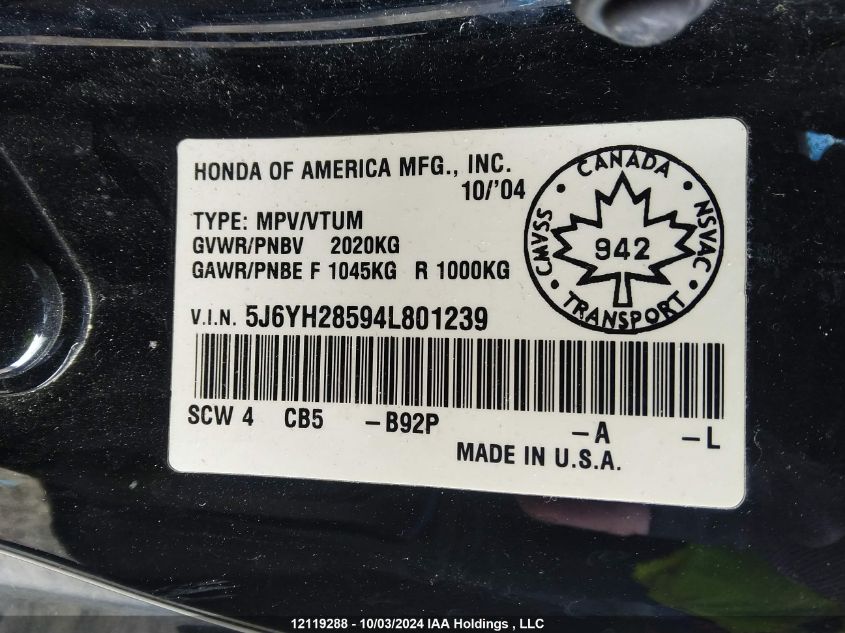 HONDA OF AMERICA MFG., INC.
10/'04
TYPE: MPV/VTUM
GVWR/PNBV 2020KG
GAWR/PNBE F 1045KG R 1000KG
V.I.N. 5J6YH28594L801239
SCW 4 CB5 -B92P -A -L
MADE IN U.S.A.
• CANADA •
CMVSS
942
NSVAC
• TRANSPORT •
12119288 - 10/03/2024 IAA Holdings , LLC